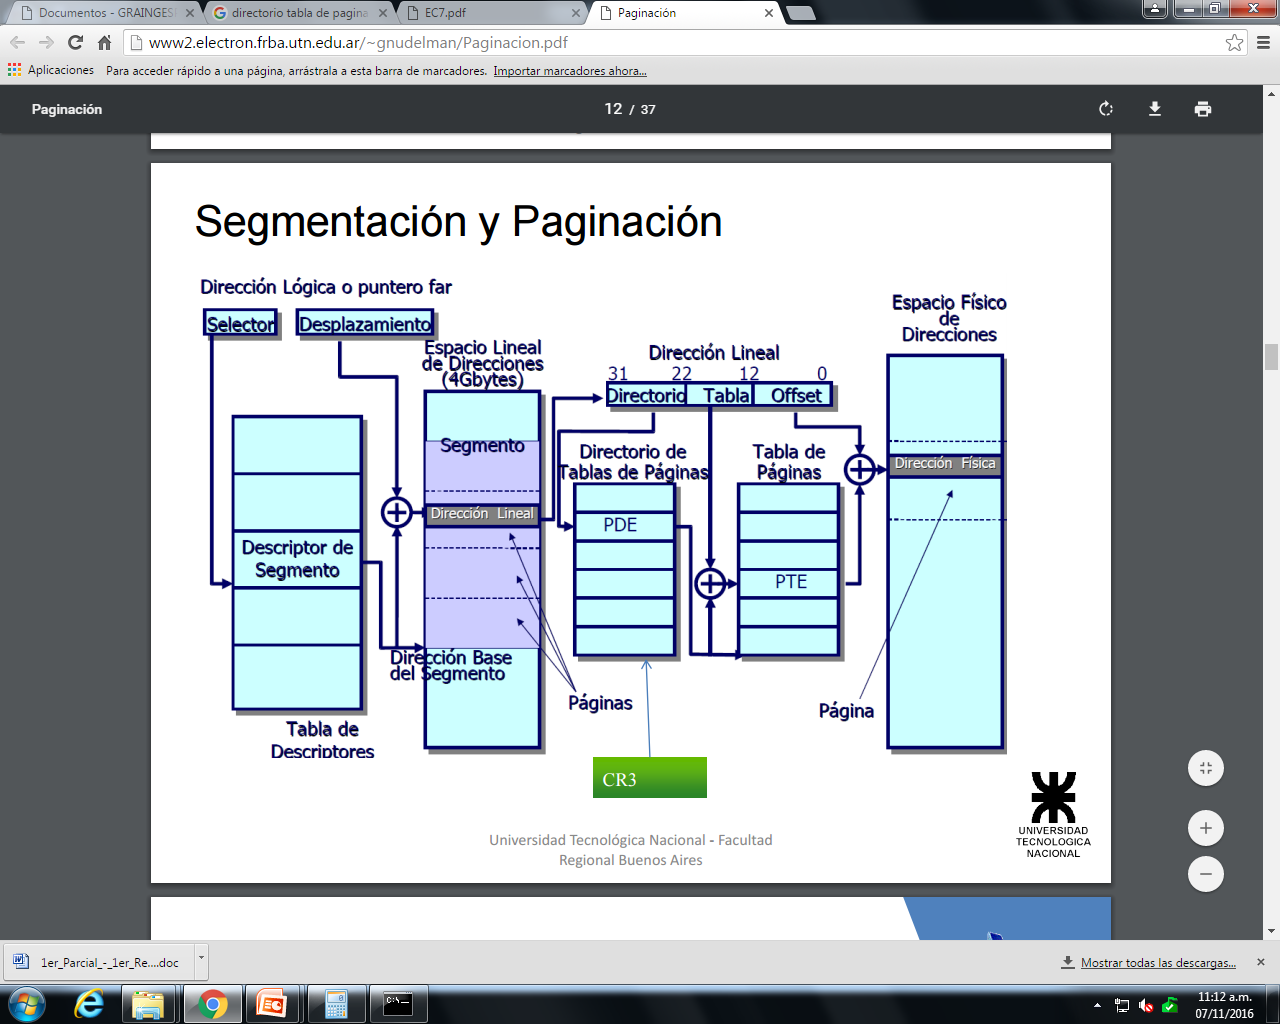 Documentos - GRAINGES
directorio tabla de pagina
EC7.pdf
Paginación
www2.electron.frba.utn.edu.ar/~gnudelman/Paginacion.pdf
Aplicaciones
Para acceder rápido a una página, arrástrala a esta barra de marcadores.
Importar marcadores ahora...
Paginación
12 / 37
Segmentación y Paginación
Dirección Lógica o puntero far
Selector
Desplazamiento
Espacio Lineal
de Direcciones
(4Gbytes)
Segmento
Dirección Lineal
Descriptor de
Segmento
Dirección Base
del Segmento
Tabla de
Descriptores
Páginas
Dirección Lineal
31 22 12 0
Directorio
Tabla
Offset
Directorio de
Tablas de Páginas
PDE
Tabla de
Páginas
PTE
CR3
Espacio Físico
de
Direcciones
Dirección Física
Página
Universidad Tecnológica Nacional - Facultad
Regional Buenos Aires
UNIVERSIDAD
TECNOLOGICA
NACIONAL
1er_Parcial_-_1er_Re....doc
Mostrar todas las descargas...
C:\.
11:12 a.m.
07/11/2016